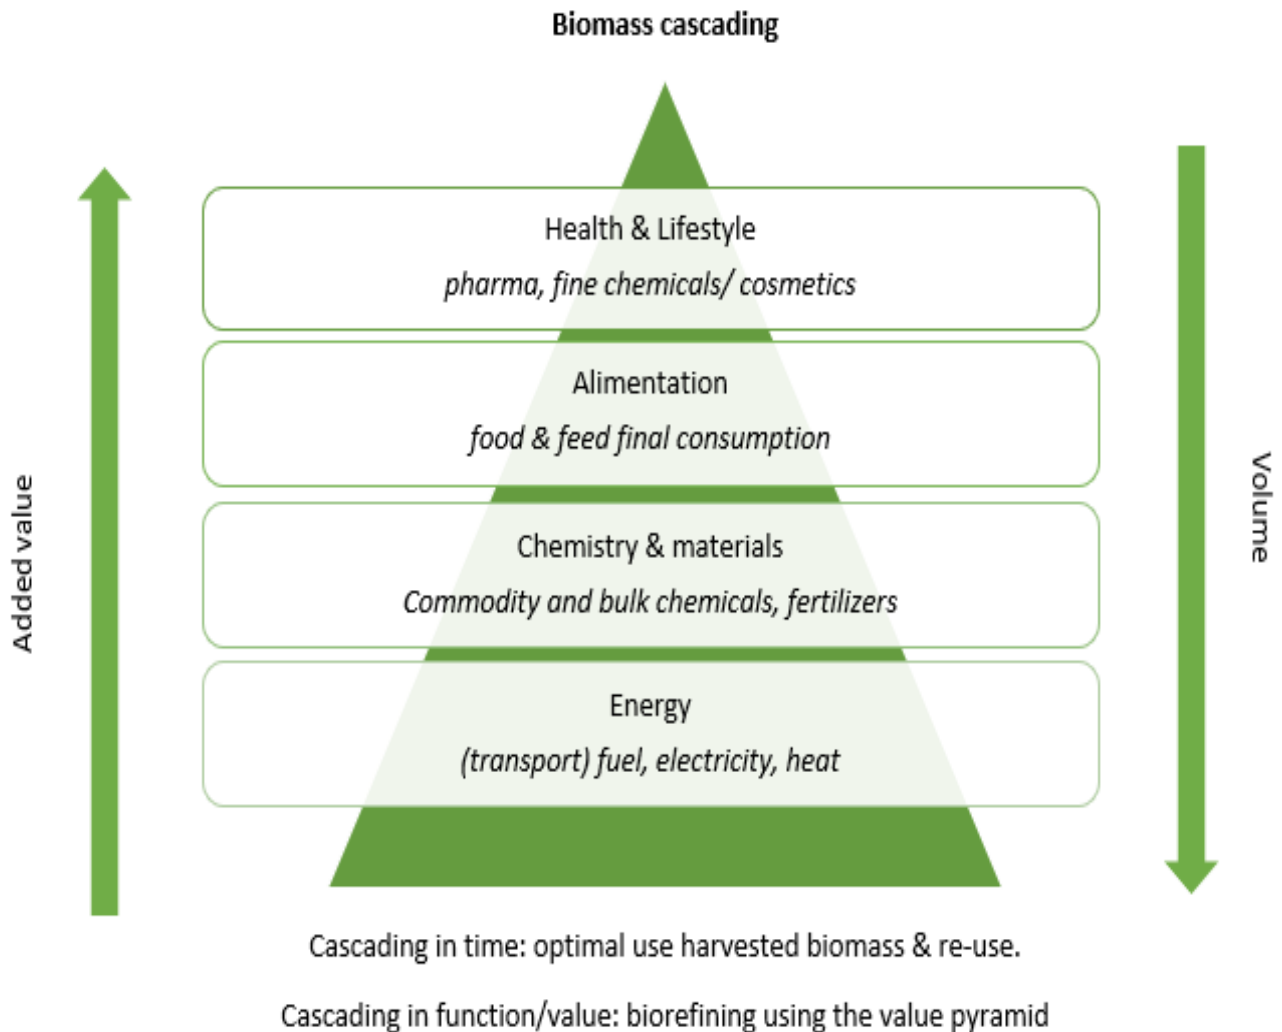 Biomass cascading
Health & Lifestyle
pharma, fine chemicals/ cosmetics
Alimentation
food & feed final consumption
Chemistry & materials
Commodity and bulk chemicals, fertilizers
Energy
(transport) fuel, electricity, heat
Added value
Volume
Cascading in time: optimal use harvested biomass & re-use.
Cascading in function/value: biorefining using the value pyramid